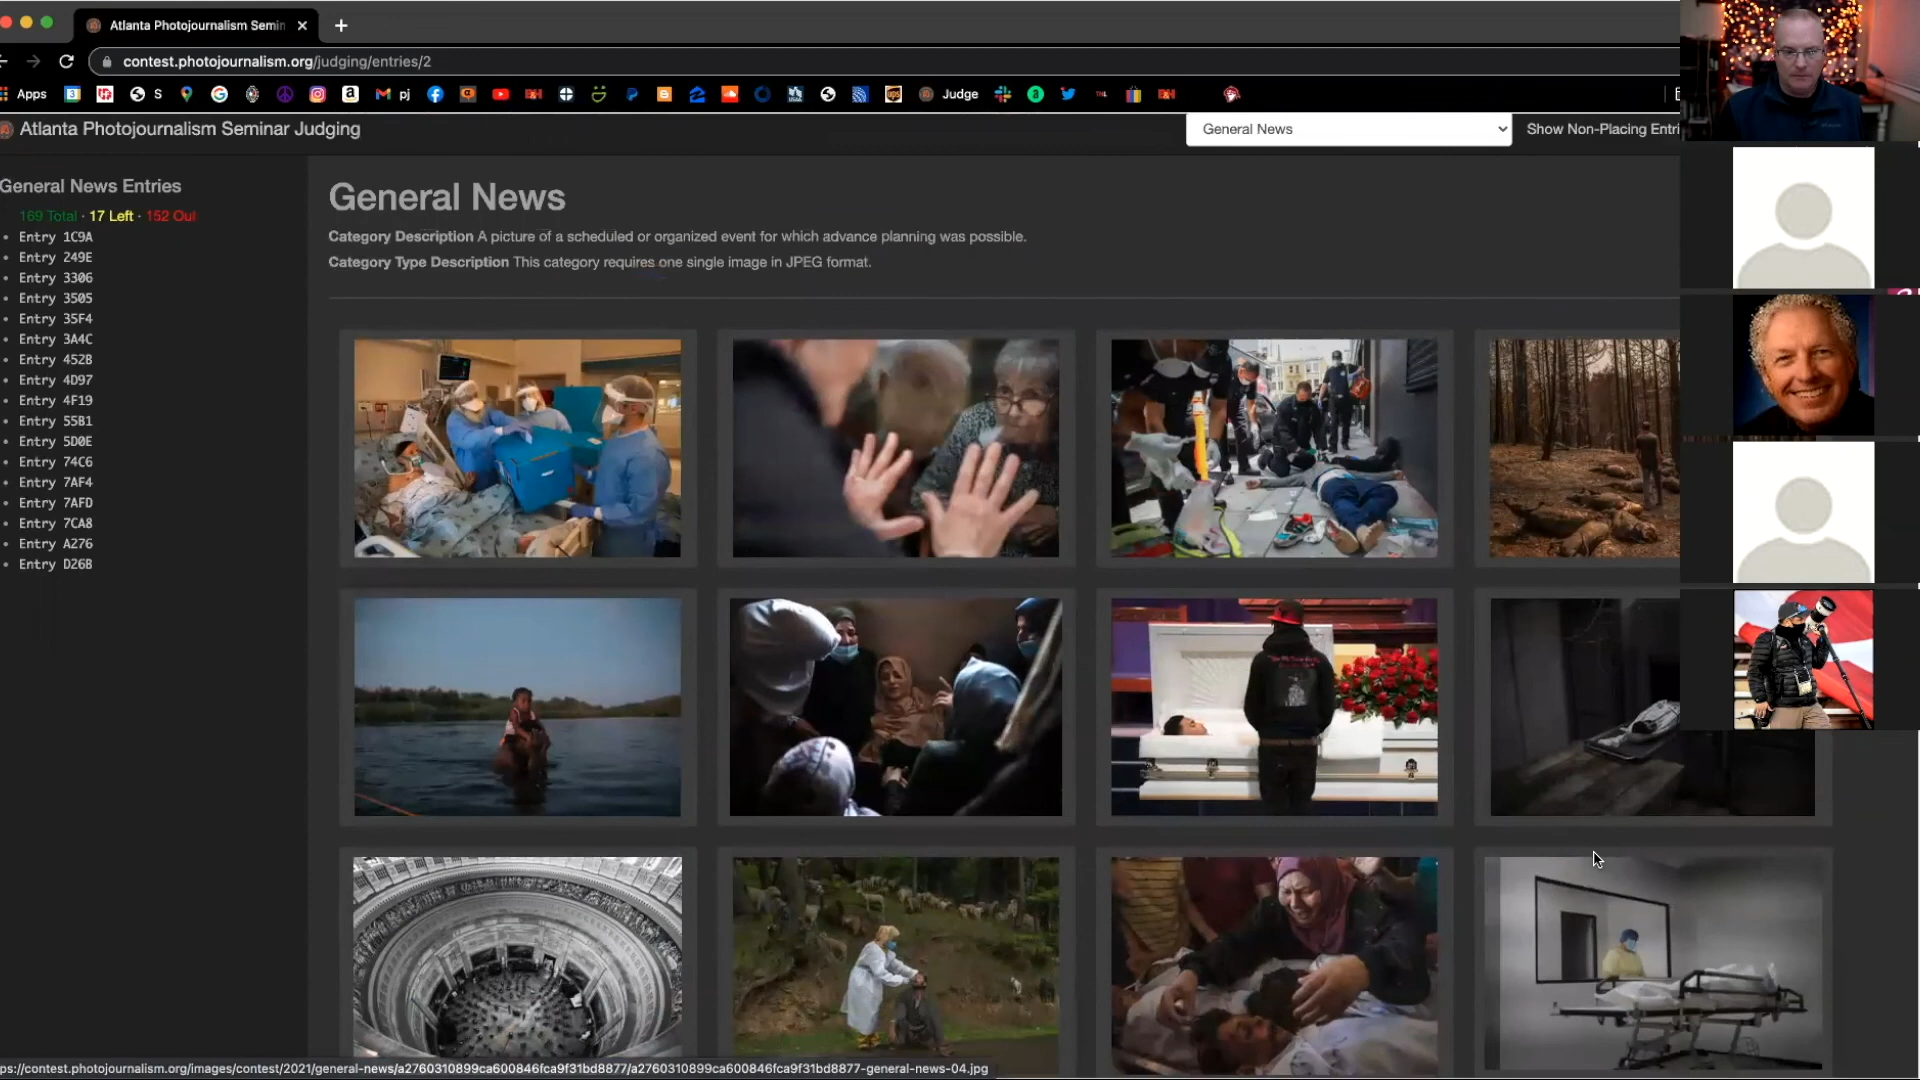 Atlanta Photojournalism Semin
contest.photojournalism.org/judging/entries/2
Apps
S
pj
Judge
Atlanta Photojournalism Seminar Judging
General News
Show Non-Placing Entri
General News Entries
169 Total · 17 Left · 152 Out
Entry 1C9A
Entry 249E
Entry 3306
Entry 3505
Entry 35F4
Entry 3A4C
Entry 452B
Entry 4D97
Entry 4F19
Entry 55B1
Entry 5D0E
Entry 74C6
Entry 7AF4
Entry 7AFD
Entry 7CA8
Entry A276
Entry D26B
General News
Category Description A picture of a scheduled or organized event for which advance planning was possible.
Category Type Description This category requires one single image in JPEG format.
ps://contest.photojournalism.org/images/contest/2021/general-news/a2760310899ca600846fca9f31bd8877/a2760310899ca600846fca9f31bd8877-general-news-04.jpg